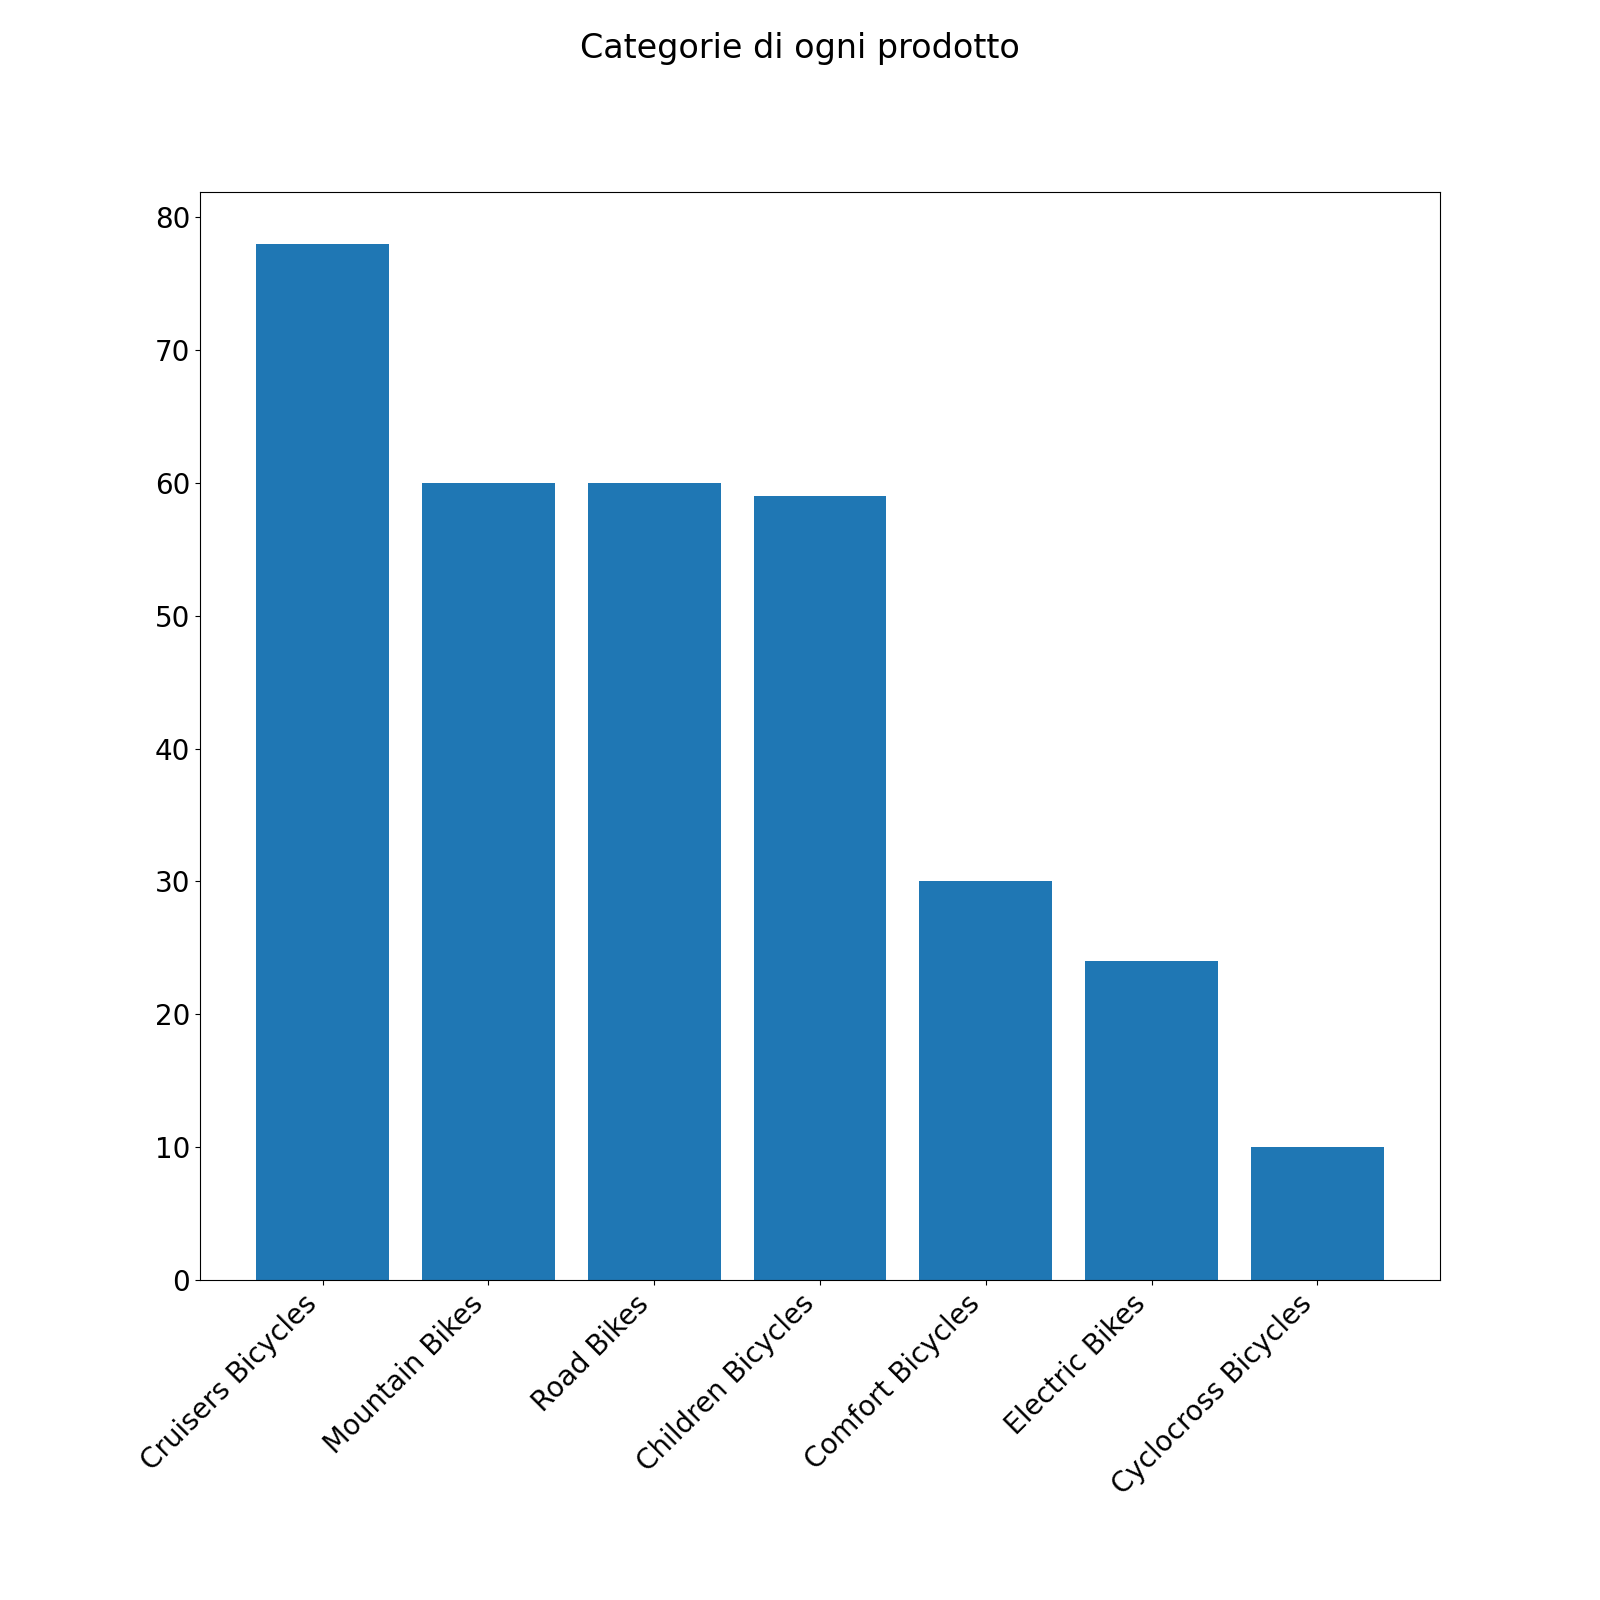 Categorie di ogni prodotto
80
70
60
50
40
30
20
10
0
Cruisers Bicycles
Mountain Bikes
Road Bikes
Children Bicycles
Comfort Bicycles
Electric Bikes
Cyclocross Bicycles